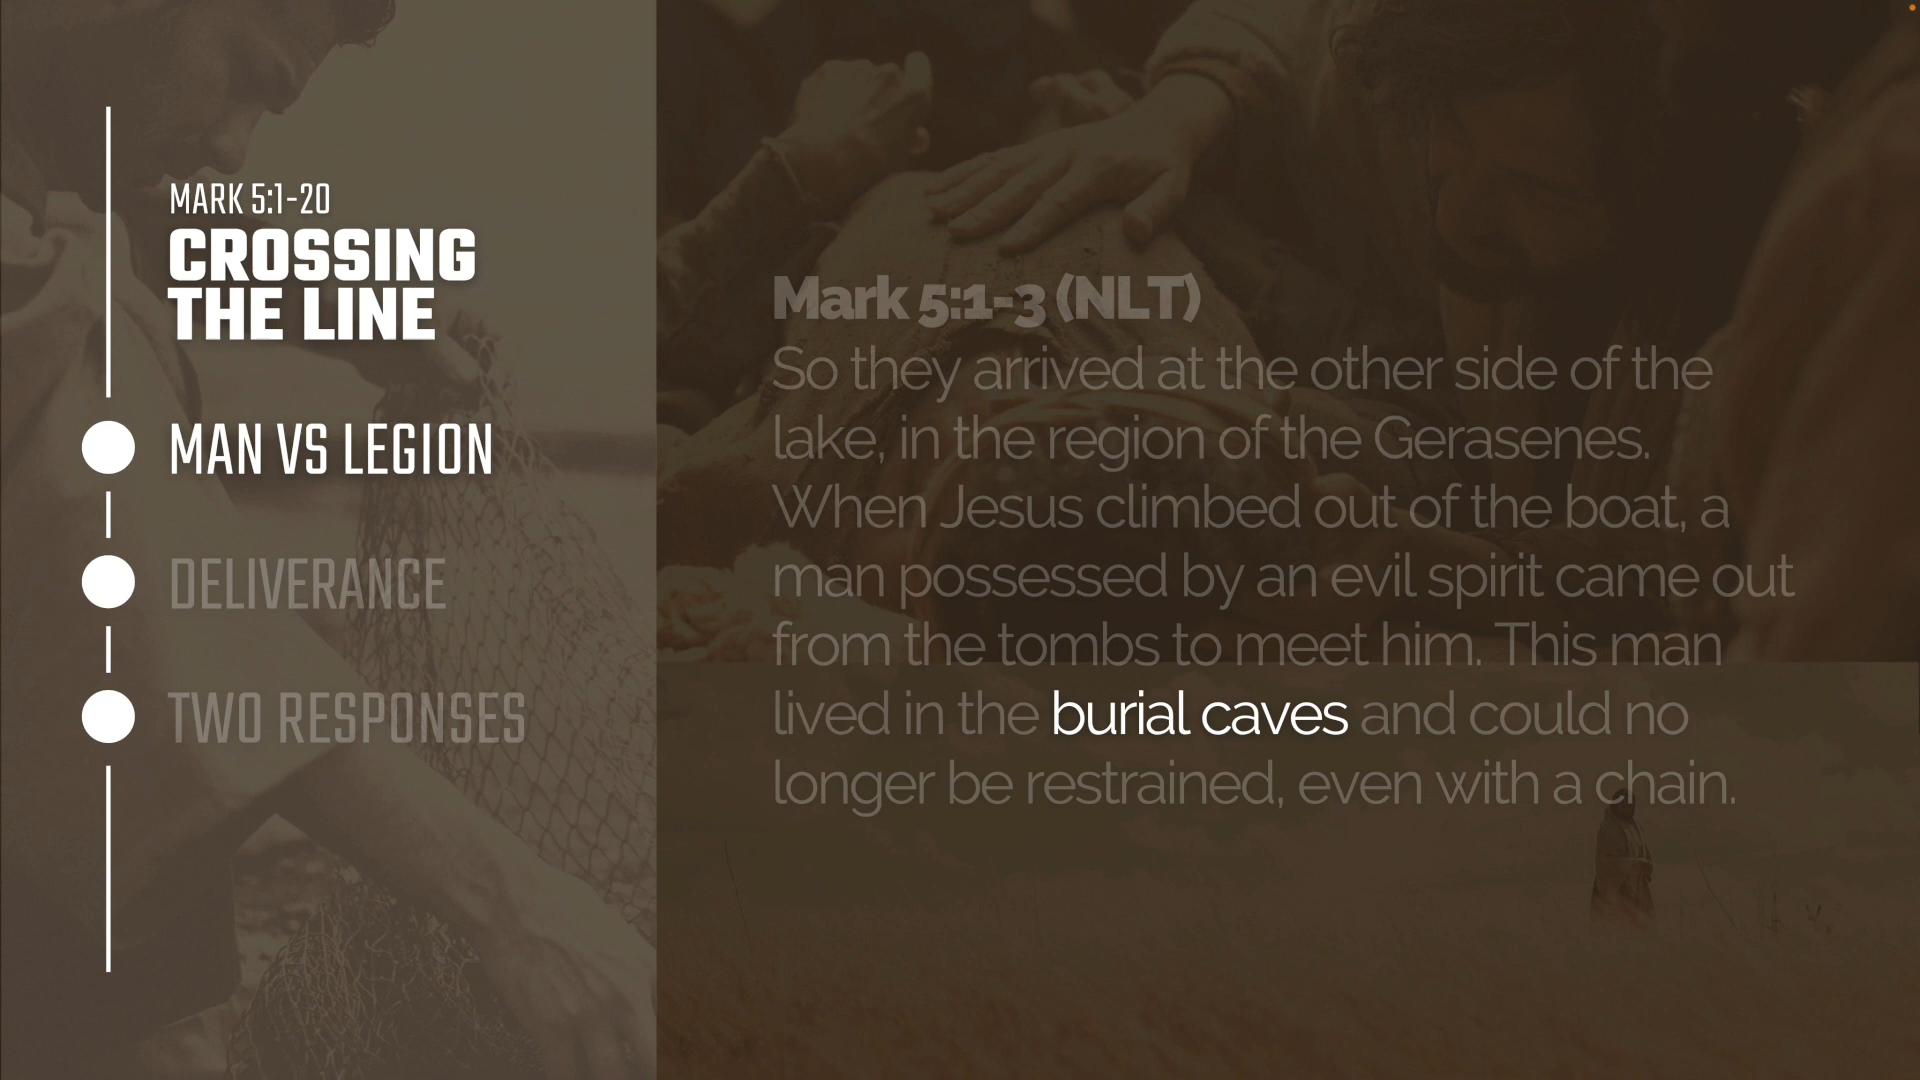 MARK 5:1-20
CROSSING
THE LINE
MAN VS LEGION
DELIVERANCE
TWO RESPONSES
Mark 5:1-3 (NLT)
So they arrived at the other side of the
lake, in the region of the Gerasenes.
When Jesus climbed out of the boat, a
man possessed by an evil spirit came out
from the tombs to meet him. This man
lived in the burial caves and could no
longer be restrained, even with a chain.